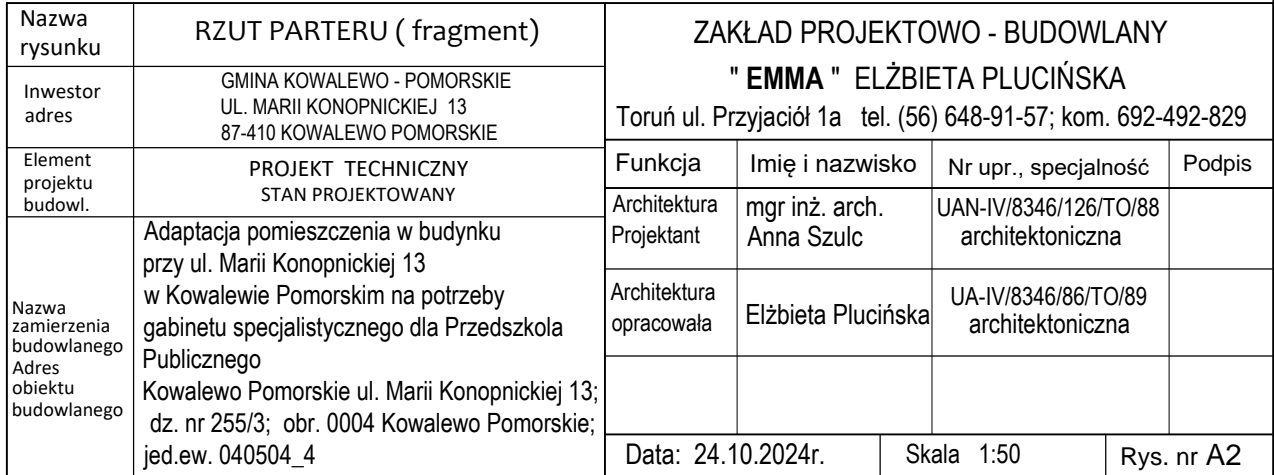 Nazwa
rysunku
RZUT PARTERU ( fragment)
Inwestor
adres
GMINA KOWALEWO - POMORSKIE
UL. MARII KONOPNICKIEJ 13
87-410 KOWALEWO POMORSKIE
Element
projektu
budowl.
PROJEKT TECHNICZNY
STAN PROJEKTOWANY
Nazwa
zamierzenia
budowlanego
Adres
obiektu
budowlanego
Adaptacja pomieszczenia w budynku
przy ul. Marii Konopnickiej 13
w Kowalewie Pomorskim na potrzeby
gabinetu specjalistycznego dla Przedszkola
Publicznego
Kowalewo Pomorskie ul. Marii Konopnickiej 13;
dz. nr 255/3; obr. 0004 Kowalewo Pomorskie;
jed.ew. 040504_4
ZAKŁAD PROJEKTOWO - BUDOWLANY
" EMMA " ELŻBIETA PLUCIŃSKA
Toruń ul. Przyjaciół 1a tel. (56) 648-91-57; kom. 692-492-829
Funkcja Imię i nazwisko Nr upr., specjalność Podpis
Architektura
Projektant
mgr inż. arch.
Anna Szulc
UAN-IV/8346/126/TO/88
architektoniczna
Architektura
opracowała
Elżbieta Plucińska
UA-IV/8346/86/TO/89
architektoniczna
Data: 24.10.2024r. Skala 1:50 Rys. nr A2